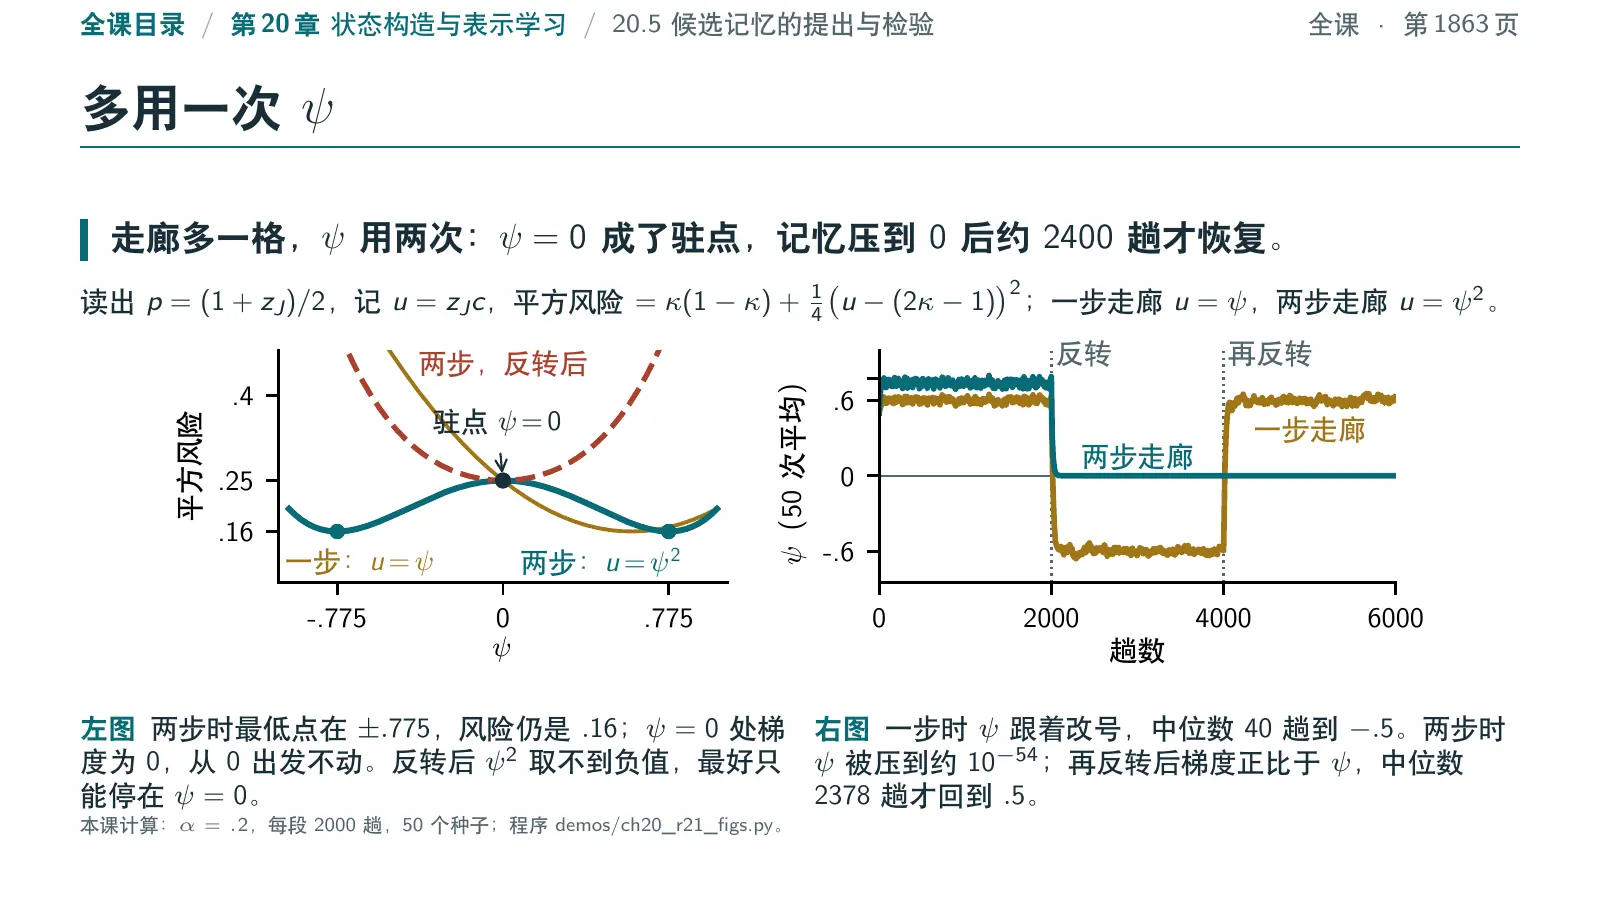 全课目录 / 第 20 章 状态构造与表示学习 / 20.5 候选记忆的提出与检验
全课 · 第 1863 页
多用一次 ψ
走廊多一格，ψ 用两次：ψ = 0 成了驻点，记忆压到 0 后约 2400 趟才恢复。
读出 p = (1 + z_J)/2，记 u = z_J c，平方风险 = κ(1 − κ) + 1/4 (u − (2κ − 1))²；一步走廊 u = ψ，两步走廊 u = ψ²。
平方风险
.4
.25
.16
两步，反转后
驻点 ψ = 0
一步：u = ψ
两步：u = ψ²
-.775
0
.775
ψ
ψ（50 次平均）
.6
0
-.6
反转
再反转
一步走廊
两步走廊
0
2000
4000
6000
趟数
左图 两步时最低点在 ±.775，风险仍是 .16；ψ = 0 处梯
度为 0，从 0 出发不动。反转后 ψ² 取不到负值，最好只
能停在 ψ = 0。
本课计算：α = .2，每段 2000 趟，50 个种子；程序 demos/ch20_r21_figs.py。
右图 一步时 ψ 跟着改号，中位数 40 趟到 −.5。两步时
ψ 被压到约 10⁻⁵⁴；再反转后梯度正比于 ψ，中位数
2378 趟才回到 .5。